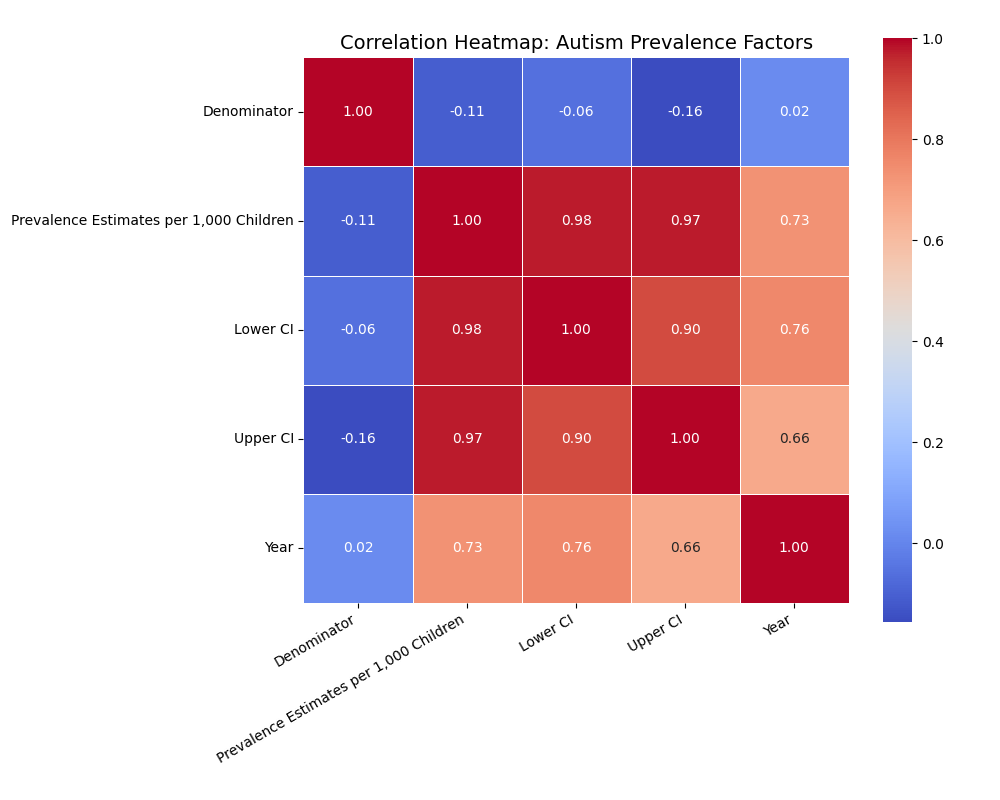 Correlation Heatmap: Autism Prevalence Factors
Denominator 1.00 -0.11 -0.06 -0.16 0.02
Prevalence Estimates per 1,000 Children -0.11 1.00 0.98 0.97 0.73
Lower CI -0.06 0.98 1.00 0.90 0.76
Upper CI -0.16 0.97 0.90 1.00 0.66
Year 0.02 0.73 0.76 0.66 1.00
Denominator
Prevalence Estimates per 1,000 Children
Lower CI
Upper CI
Year
1.0
0.8
0.6
0.4
0.2
0.0